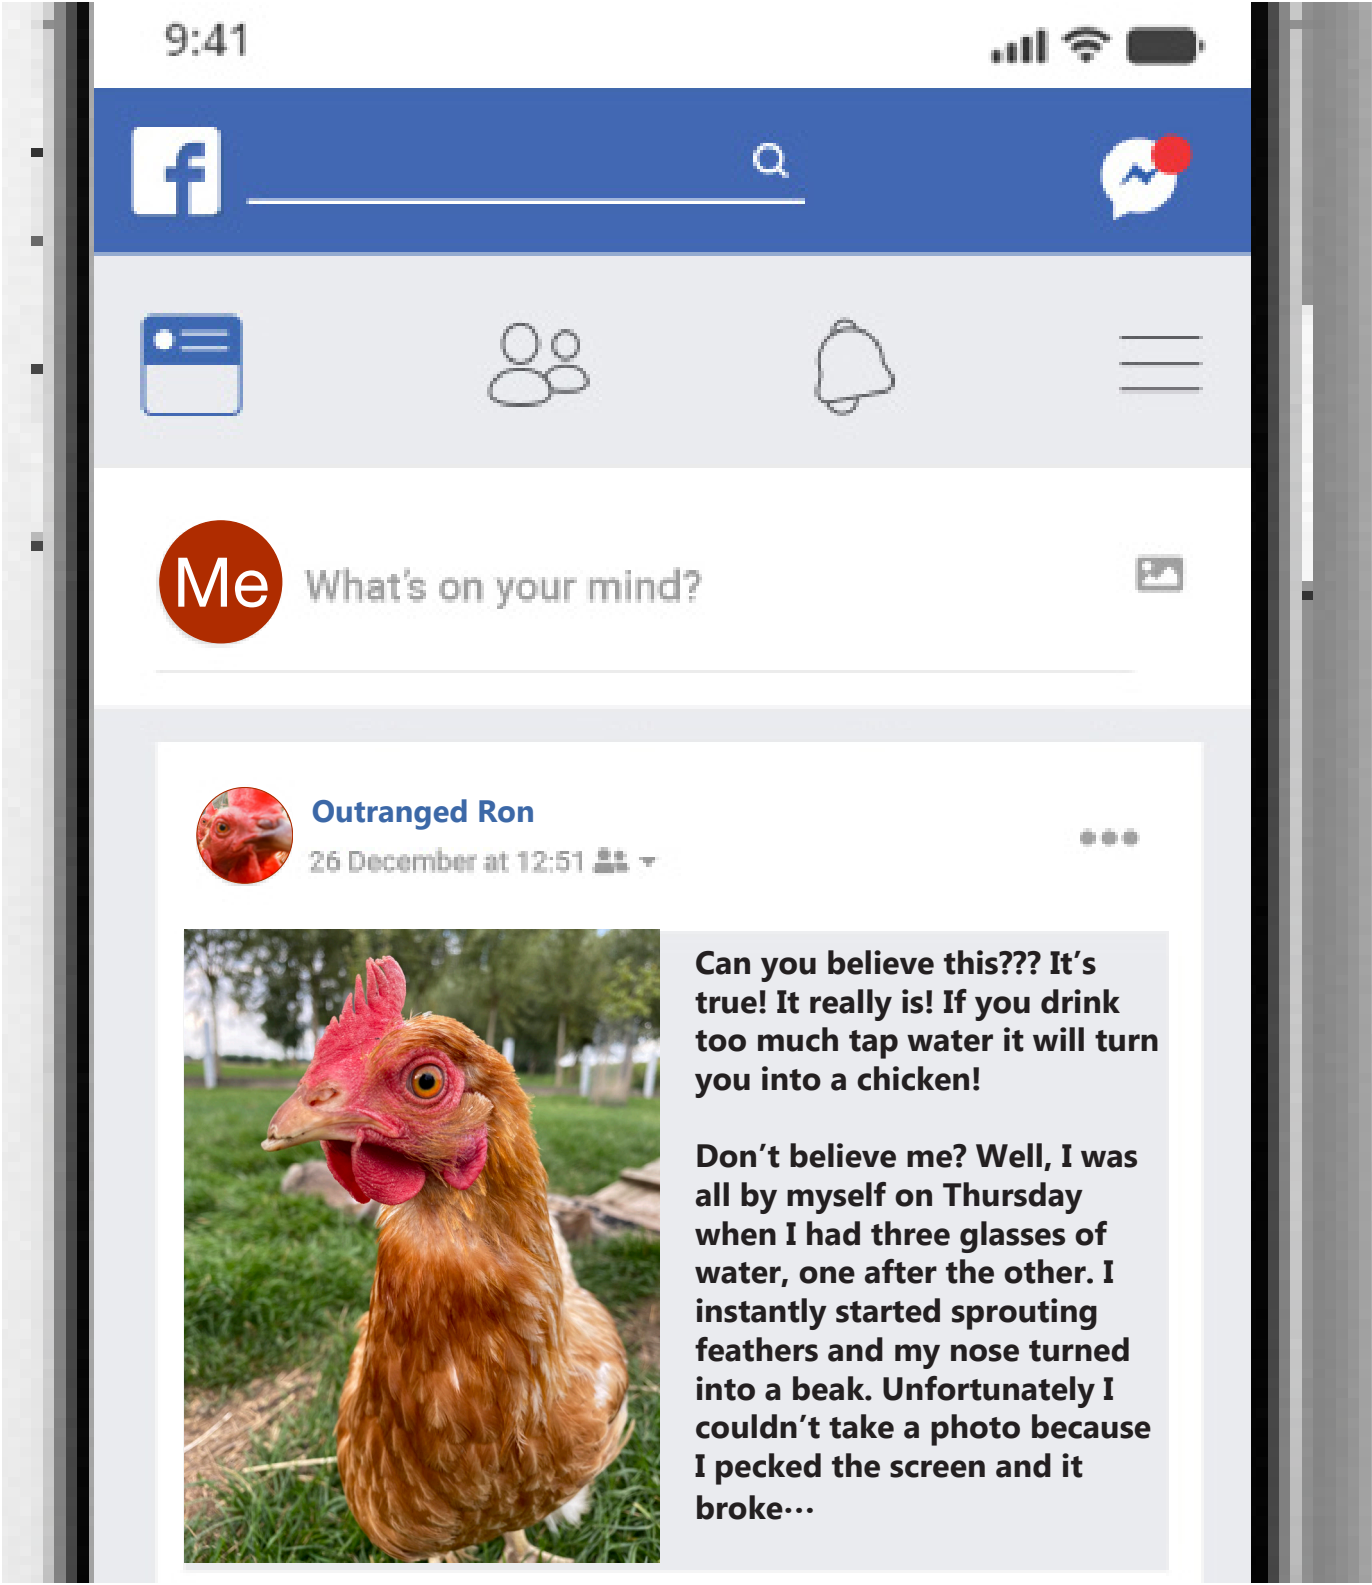 9:41
f
Me What's on your mind?
Outranged Ron
26 December at 12:51
Can you believe this??? It's
true! It really is! If you drink
too much tap water it will turn
you into a chicken!
Don't believe me? Well, I was
all by myself on Thursday
when I had three glasses of
water, one after the other. I
instantly started sprouting
feathers and my nose turned
into a beak. Unfortunately I
couldn't take a photo because
I pecked the screen and it
broke···